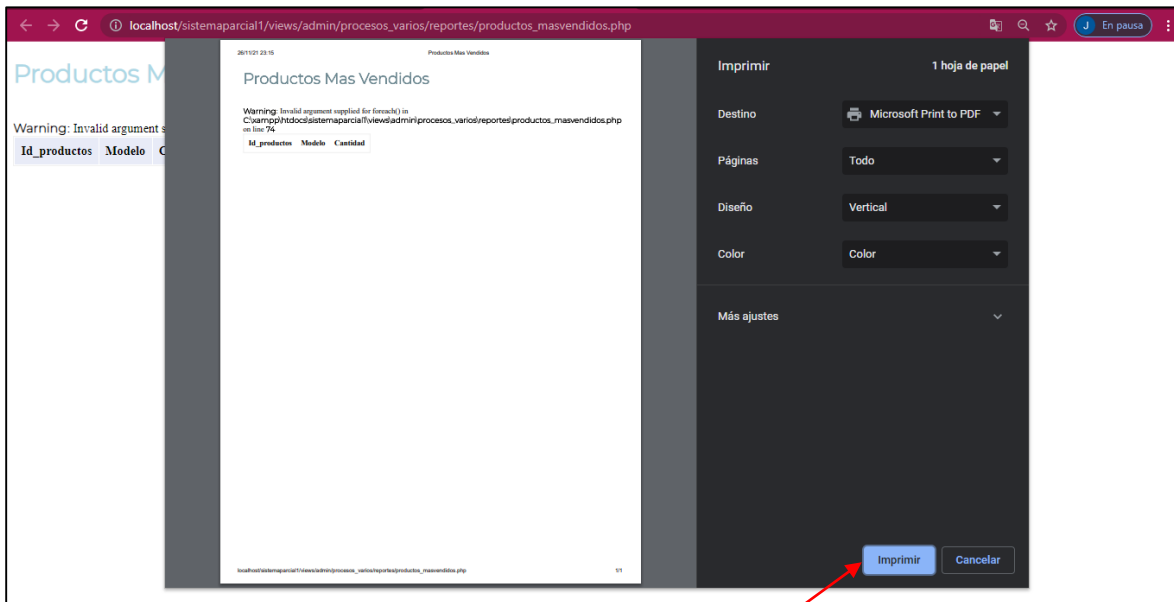 localhost/sistemaparcial1/views/admin/procesos_varios/reportes/productos_masvendidos.php
J En pausa
Productos M
Warning: Invalid argument s
Id_productos Modelo C
26/11/21 23:15 Productos Mas Vendidos
Productos Mas Vendidos
Warning: Invalid argument supplied for foreach() in
C:\xampp\htdocs\sistemaparcial1\views\admin\procesos_varios\reportes\productos_masvendidos.php
on line 74
Id_productos Modelo Cantidad
localhost/sistemaparcial1/views/admin/procesos_varios/reportes/productos_masvendidos.php 1/1
Imprimir 1 hoja de papel
Destino Microsoft Print to PDF
Páginas Todo
Diseño Vertical
Color Color
Más ajustes
Imprimir Cancelar